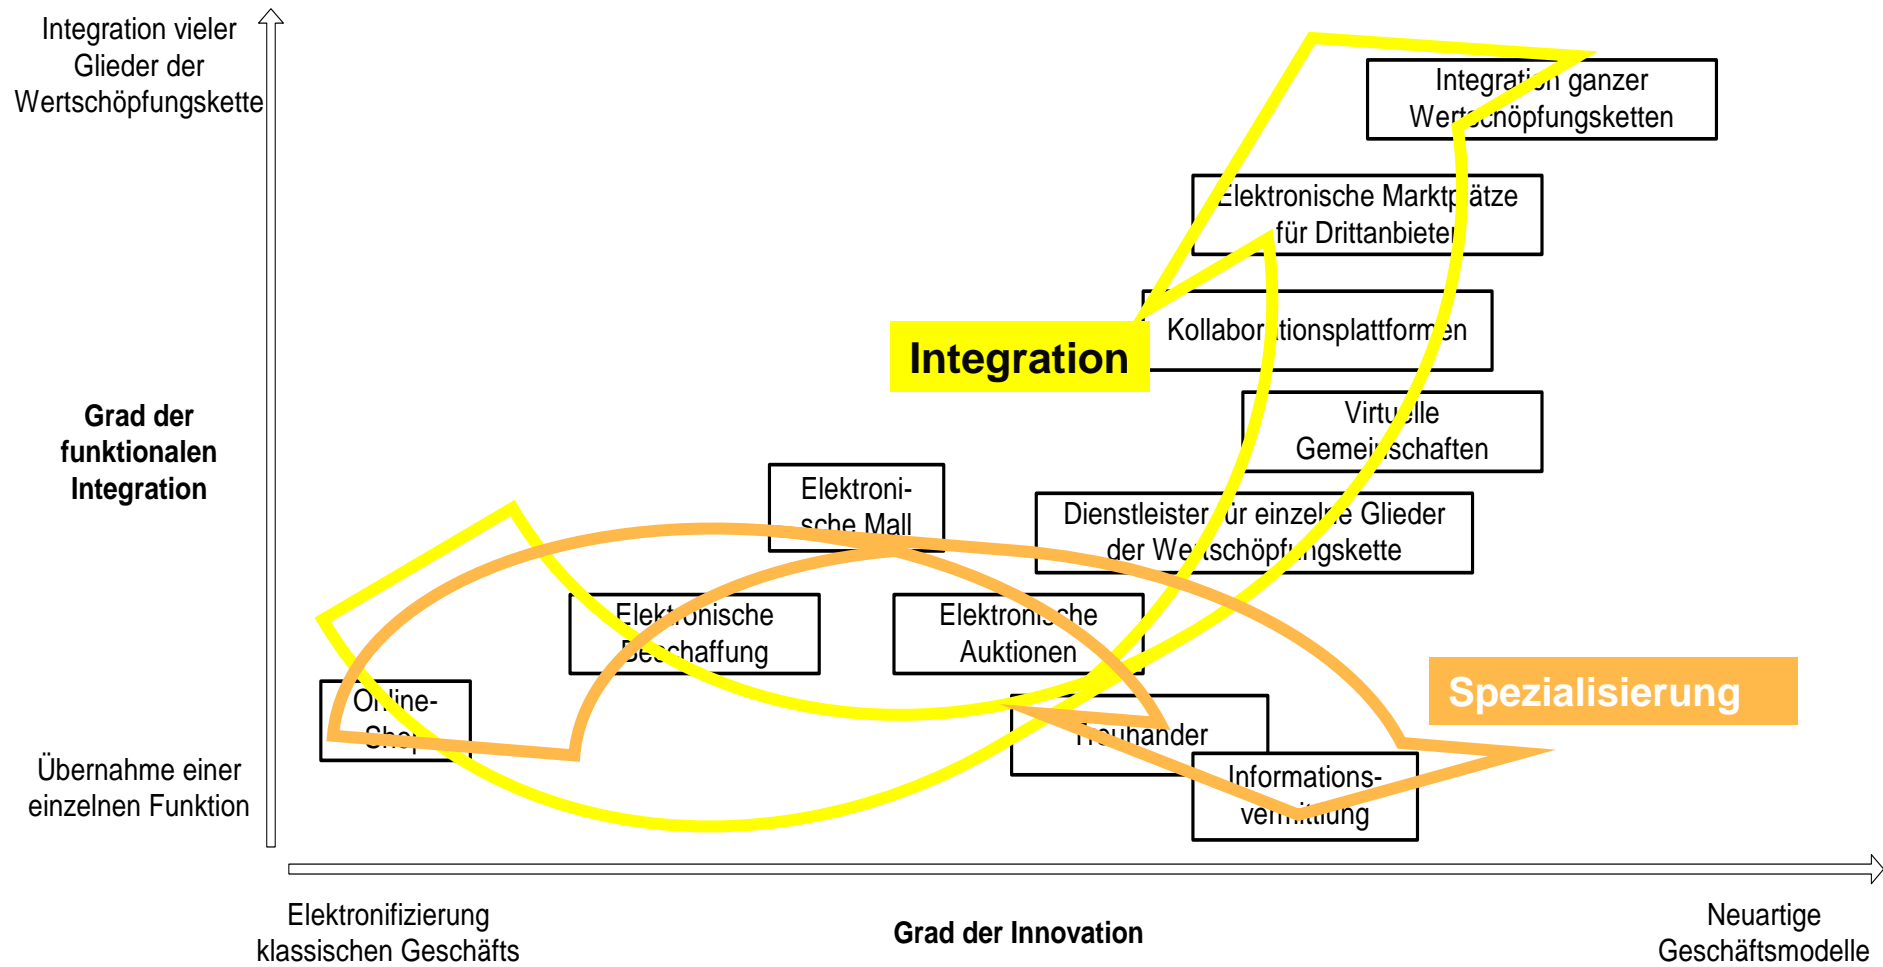 Integration vieler
Glieder der
Wertschöpfungskette
Integration ganzer
Wertschöpfungsketten
Elektronische Marktplätze
für Drittanbieter
Kollaborationsplattformen
Integration
Virtuelle
Gemeinschaften
Grad der
funktionalen
Integration
Elektroni-
sche Mall
Dienstleister für einzelne Glieder
der Wertschöpfungskette
Elektronische
Beschaffung
Elektronische
Auktionen
Online-
Shop
Spezialisierung
Treuhänder
Informations-
vermittlung
Übernahme einer
einzelnen Funktion
Elektronifizierung
klassischen Geschäfts
Grad der Innovation
Neuartige
Geschäftsmodelle